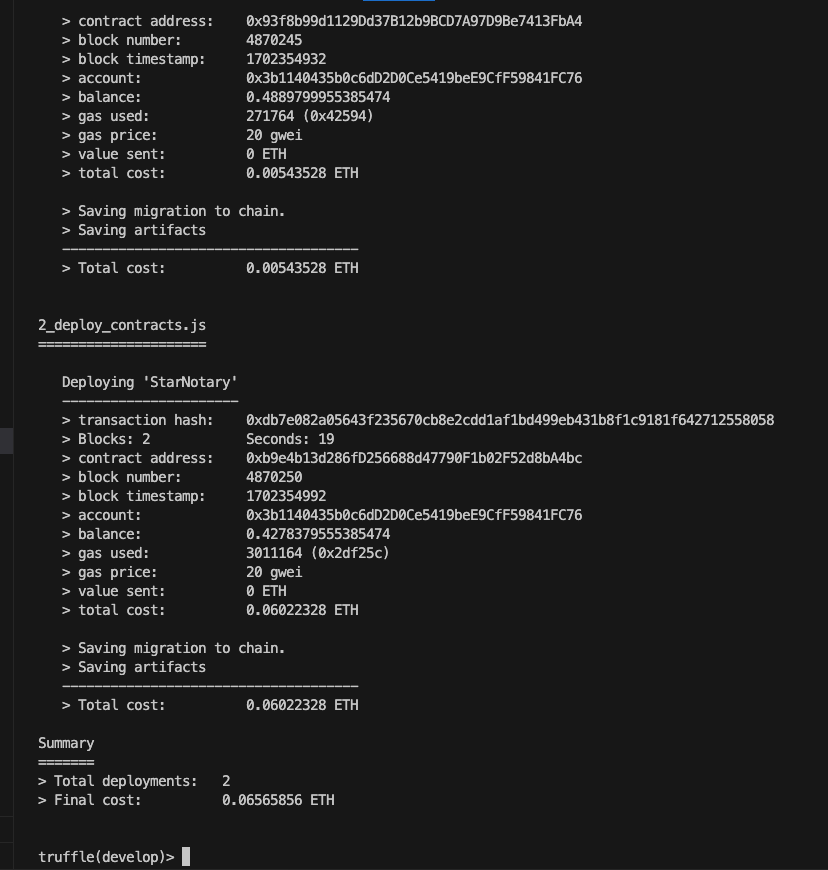 > contract address:    0x93f8b99d1129Dd37B12b9BCD7A97D9Be7413FbA4
> block number:        4870245
> block timestamp:     1702354932
> account:             0x3b1140435b0c6dD2D0Ce5419beE9CfF59841FC76
> balance:             0.4889799955385474
> gas used:            271764 (0x42594)
> gas price:           20 gwei
> value sent:          0 ETH
> total cost:          0.00543528 ETH
> Saving migration to chain.
> Saving artifacts
-------------------------------------
> Total cost:          0.00543528 ETH
2_deploy_contracts.js
=====================
Deploying 'StarNotary'
----------------------
> transaction hash:    0xdb7e082a05643f235670cb8e2cdd1af1bd499eb431b8f1c9181f642712558058
> Blocks: 2            Seconds: 19
> contract address:    0xb9e4b13d286fD256688d47790F1b02F52d8bA4bc
> block number:        4870250
> block timestamp:     1702354992
> account:             0x3b1140435b0c6dD2D0Ce5419beE9CfF59841FC76
> balance:             0.4278379555385474
> gas used:            3011164 (0x2df25c)
> gas price:           20 gwei
> value sent:          0 ETH
> total cost:          0.06022328 ETH
> Saving migration to chain.
> Saving artifacts
-------------------------------------
> Total cost:          0.06022328 ETH
Summary
=======
> Total deployments:   2
> Final cost:          0.06565856 ETH
truffle(develop)>